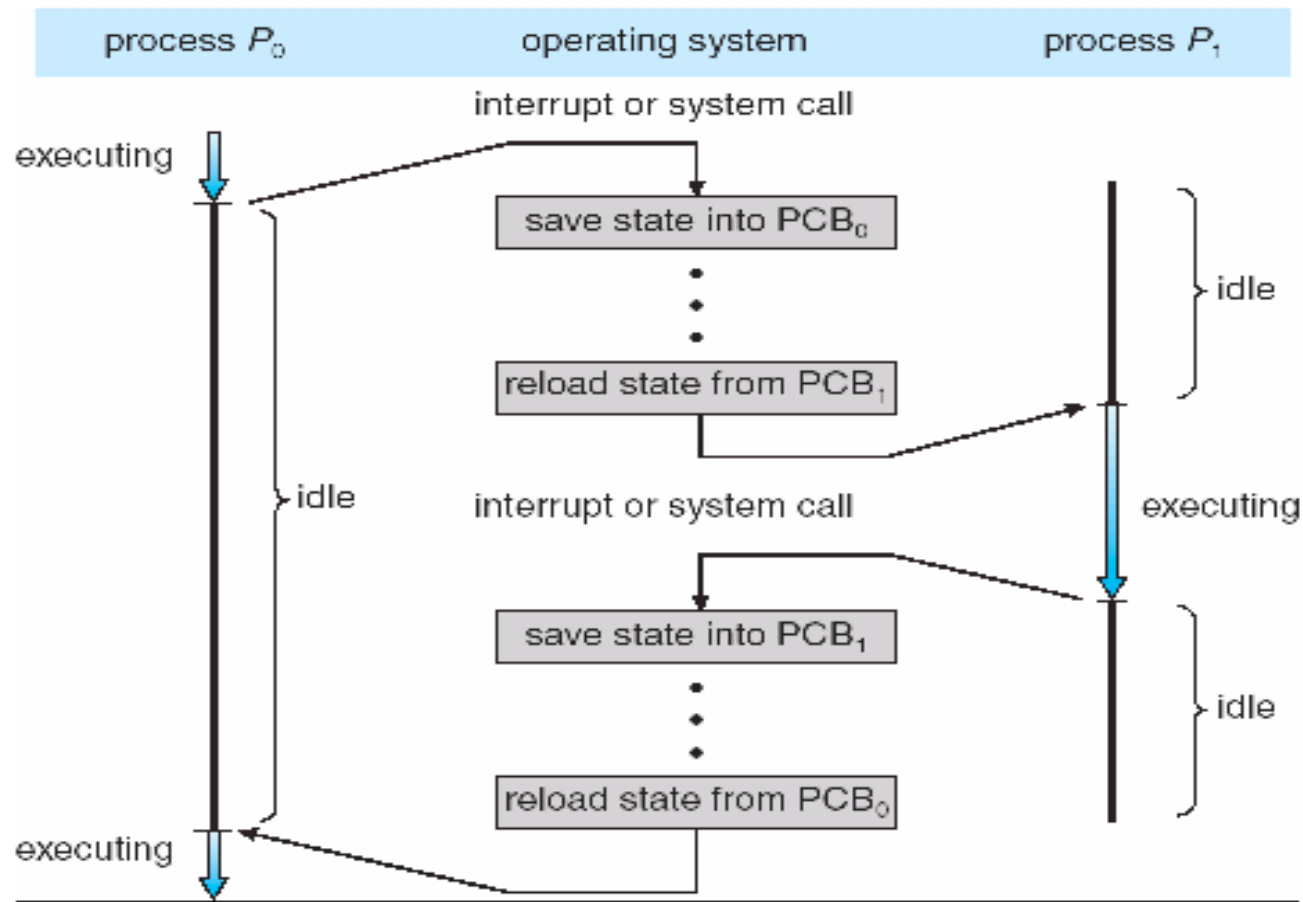 process P₀ operating system process P₁
interrupt or system call
executing
save state into PCB₀
idle
reload state from PCB₁
idle
interrupt or system call
executing
save state into PCB₁
idle
reload state from PCB₀
executing